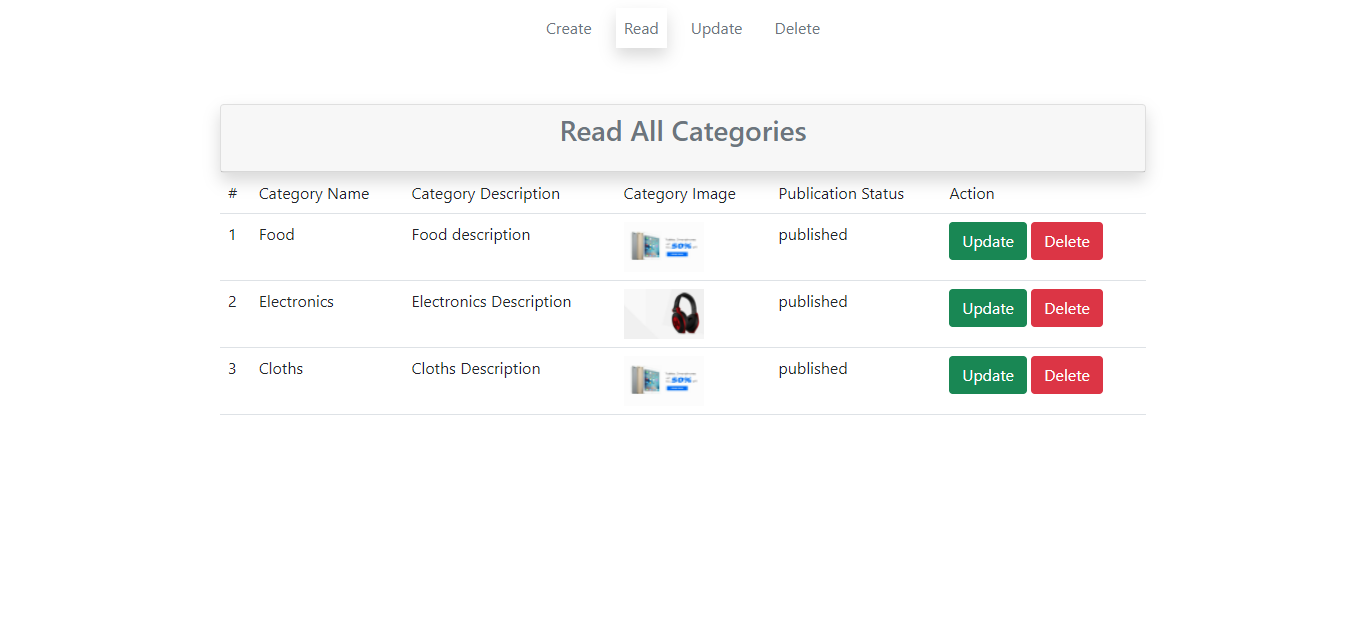 Create Read Update Delete
Read All Categories
# Category Name Category Description Category Image Publication Status Action
1 Food Food description 50% published Update Delete
2 Electronics Electronics Description published Update Delete
3 Cloths Cloths Description 50% published Update Delete